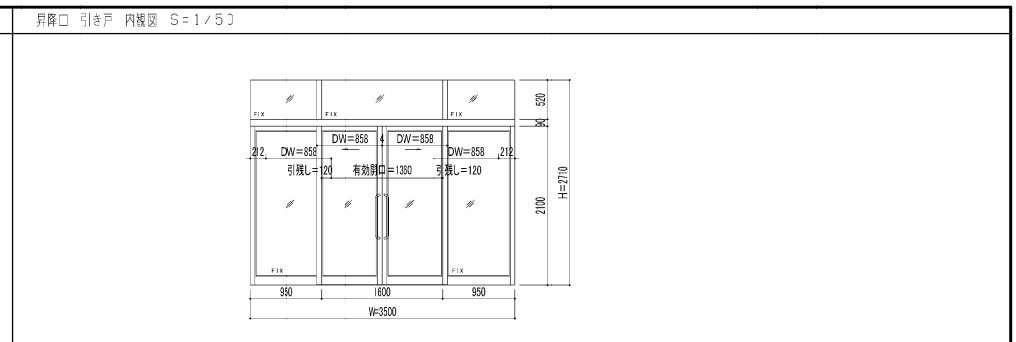 昇降口 引き戸 内観図 S=1/50
FIX FIX FIX
520
90
DW=858 4 DW=858
212 DW=858 DW=858 212
引残し=120 有効開口=1360 引残し=120
2100
H=2710
FIX FIX
950 1600 950
W=3500